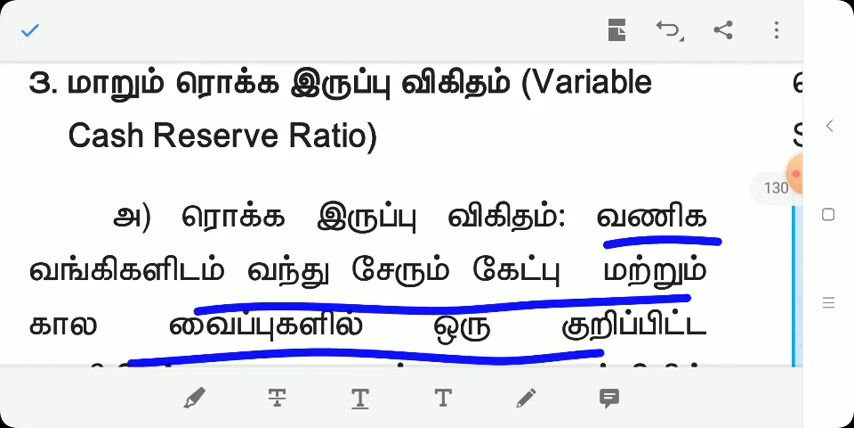 3. மாறும் ரொக்க இருப்பு விகிதம் (Variable
Cash Reserve Ratio)
130
அ) ரொக்க இருப்பு விகிதம்: வணிக
வங்கிகளிடம் வந்து சேரும் கேட்பு மற்றும்
கால வைப்புகளில் ஒரு குறிப்பிட்ட